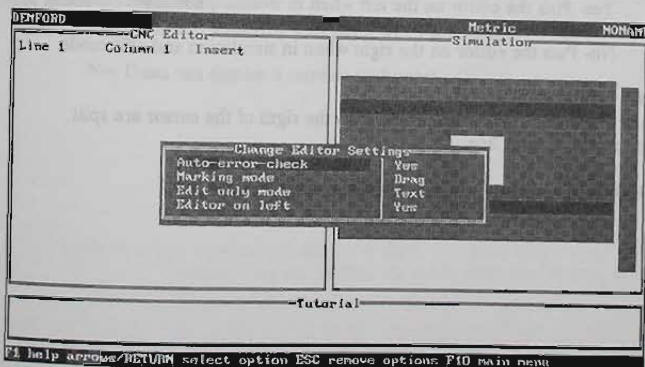 DENFORD
Metric NONAM
CNC Editor
Simulation
Line 1 Column 1 Insert
Change Editor Settings
Auto-error-check Yes
Marking mode Drag
Edit only mode Text
Editor on left Yes
Tutorial
F1 help arrows/RETURN select option ESC remove options F10 main menu